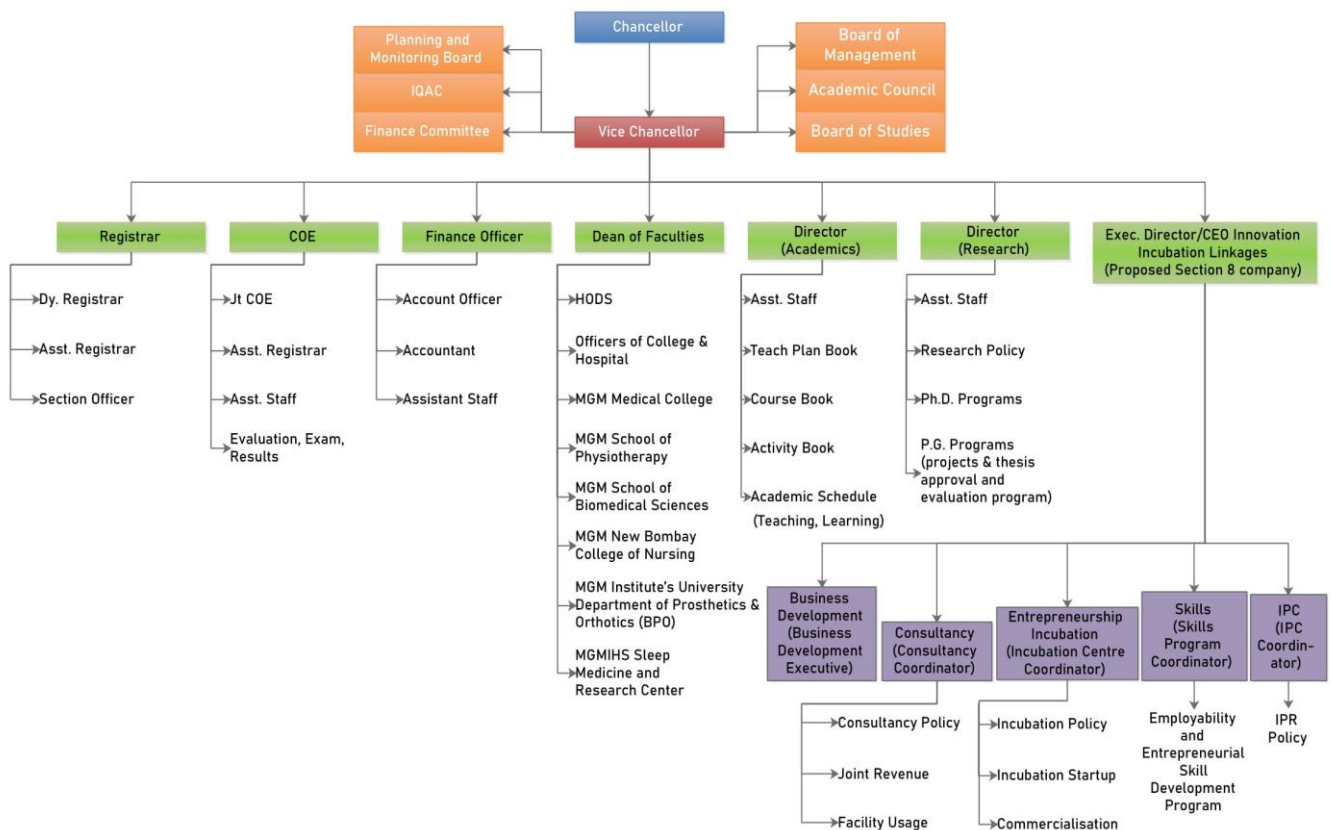 Chancellor
Planning and
Monitoring Board
IQAC
Finance Committee
Vice Chancellor
Board of
Management
Academic Council
Board of Studies
Registrar
COE
Finance Officer
Dean of Faculties
Director
(Academics)
Director
(Research)
Exec. Director/CEO Innovation
Incubation Linkages
(Proposed Section 8 company)
Dy. Registrar
Asst. Registrar
Section Officer
Jt COE
Asst. Registrar
Asst. Staff
Evaluation, Exam,
Results
Account Officer
Accountant
Assistant Staff
HODS
Officers of College &
Hospital
MGM Medical College
MGM School of
Physiotherapy
MGM School of
Biomedical Sciences
MGM New Bombay
College of Nursing
MGM Institute's University
Department of Prosthetics &
Orthotics (BPO)
MGMIHS Sleep
Medicine and
Research Center
Asst. Staff
Teach Plan Book
Course Book
Activity Book
Academic Schedule
(Teaching, Learning)
Asst. Staff
Research Policy
Ph.D. Programs
P.G. Programs
(projects & thesis
approval and
evaluation program)
Business
Development
(Business
Development
Executive)
Consultancy
(Consultancy
Coordinator)
Entrepreneurship
Incubation
(Incubation Centre
Coordinator)
Skills
(Skills
Program
Coordinator)
IPC
(IPC
Coordin-
ator)
Consultancy Policy
Joint Revenue
Facility Usage
Incubation Policy
Incubation Startup
Commercialisation
Employability
and
Entrepreneurial
Skill
Development
Program
IPR
Policy